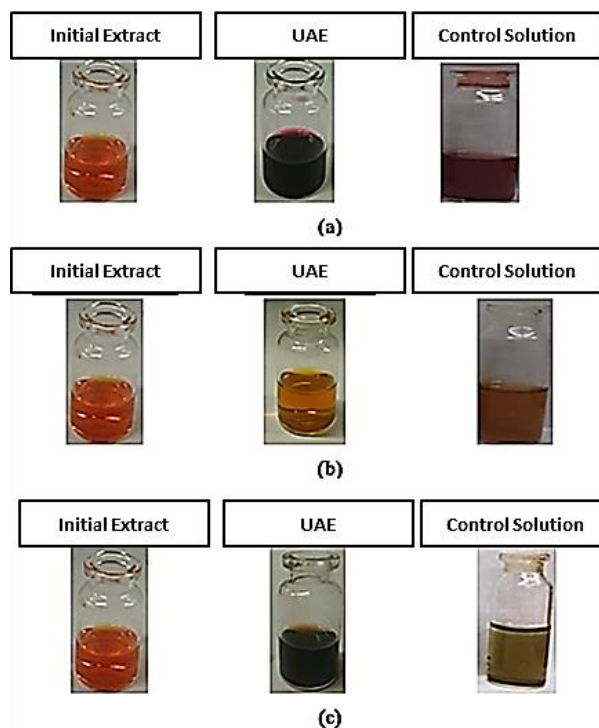 Initial Extract UAE Control Solution
(a)
Initial Extract UAE Control Solution
(b)
Initial Extract UAE Control Solution
(c)